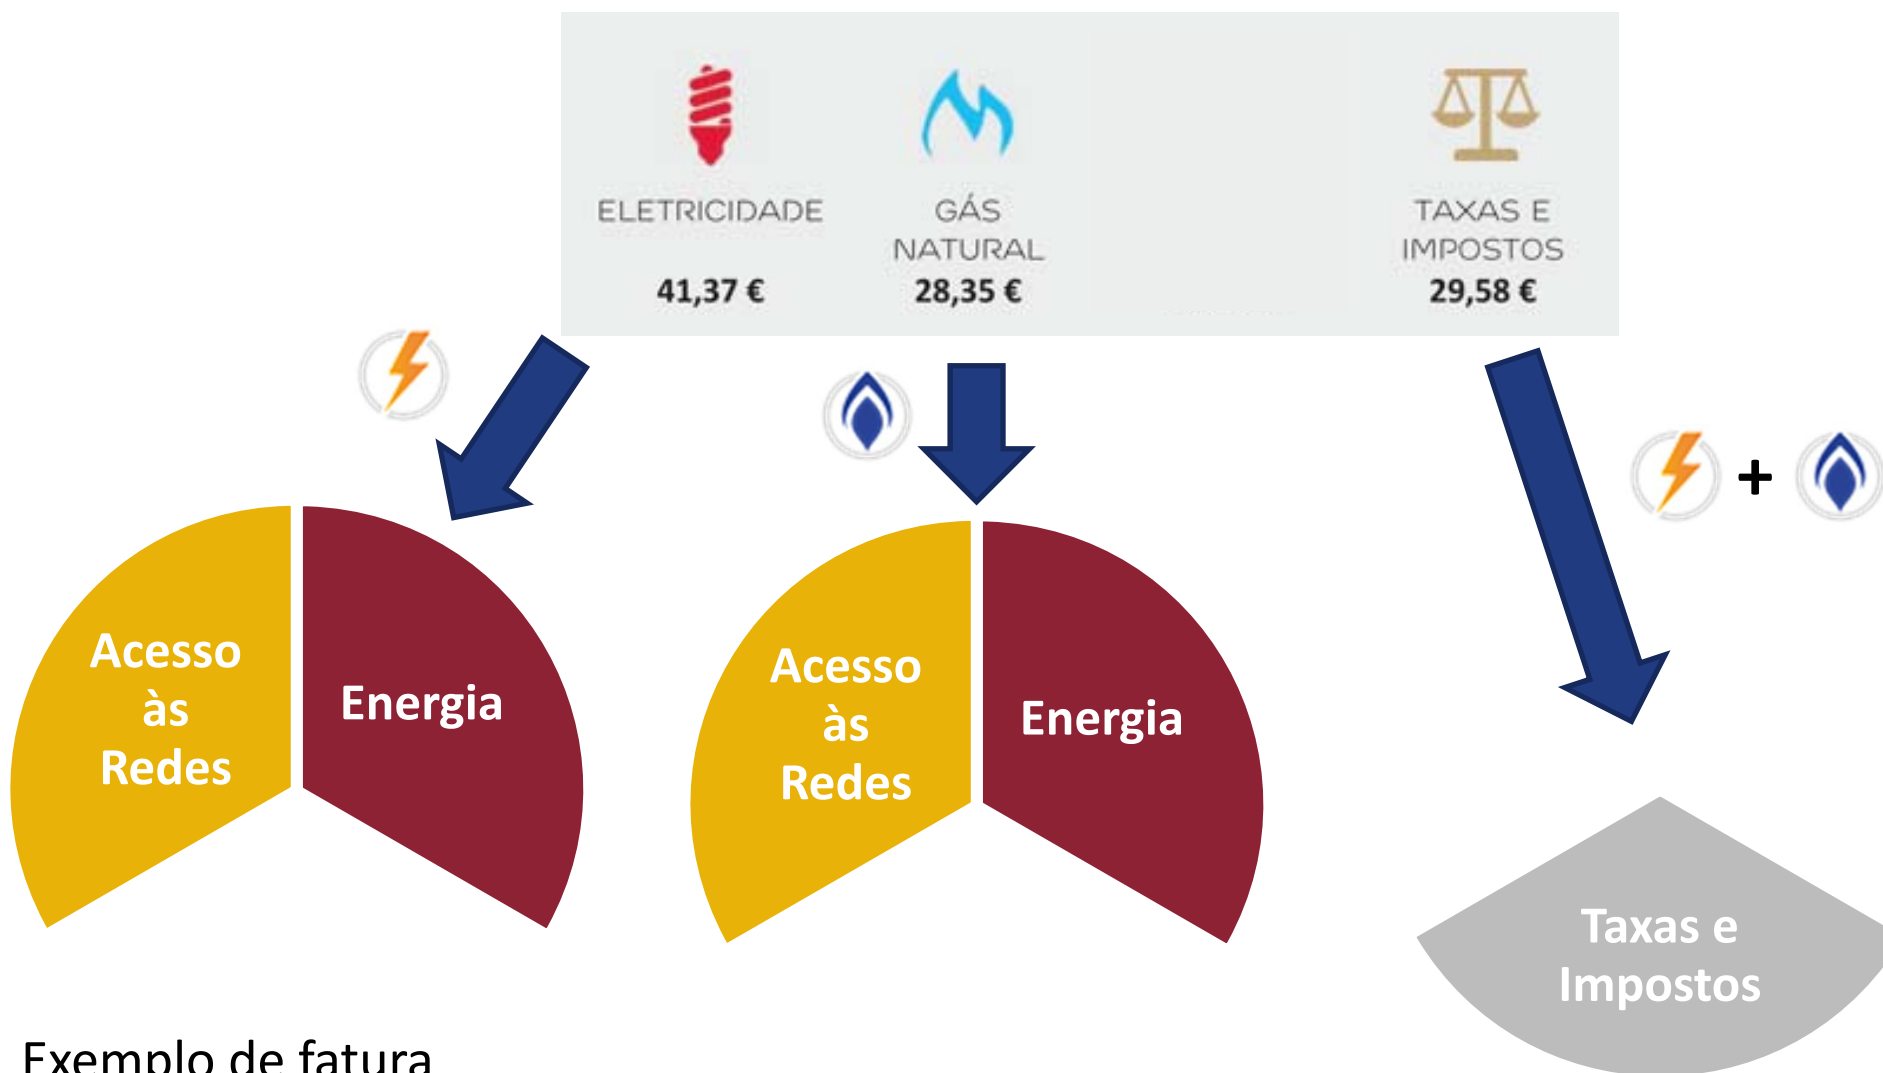 ELETRICIDADE
41,37 €
GÁS
NATURAL
28,35 €
TAXAS E
IMPOSTOS
29,58 €
+
Acesso
às
Redes
Energia
Acesso
às
Redes
Energia
Taxas e
Impostos
Exemplo de fatura